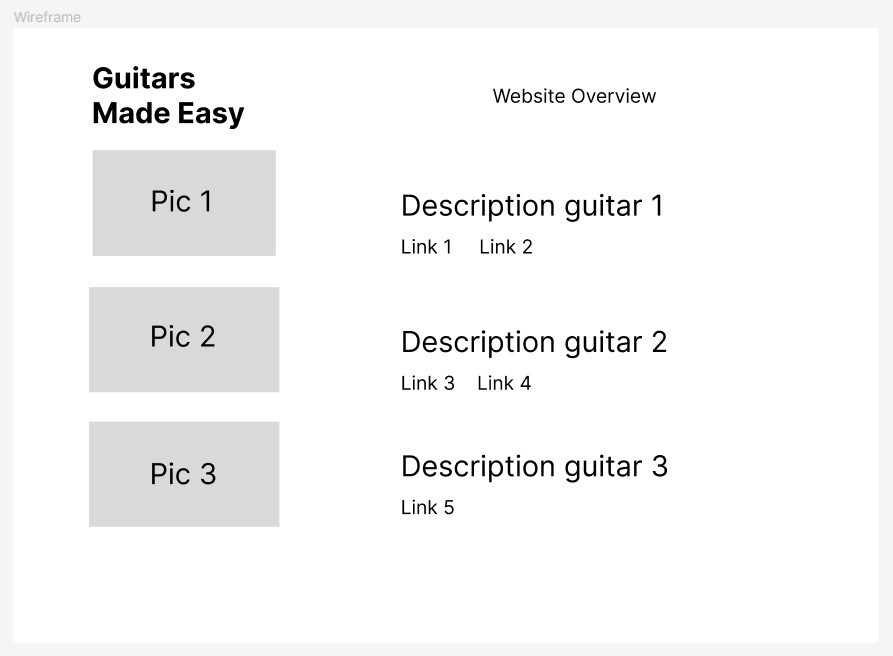 Wireframe
Guitars
Made Easy
Website Overview
Pic 1
Description guitar 1
Link 1 Link 2
Pic 2
Description guitar 2
Link 3 Link 4
Pic 3
Description guitar 3
Link 5